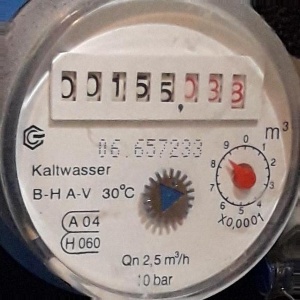 00155,033
m³
06.657233
Kaltwasser
B-H A-V 30°C
A 04
H 060
0
1
2
3
4
5
6
7
8
9
X0,0001
Qn 2,5 m³/h
10 bar